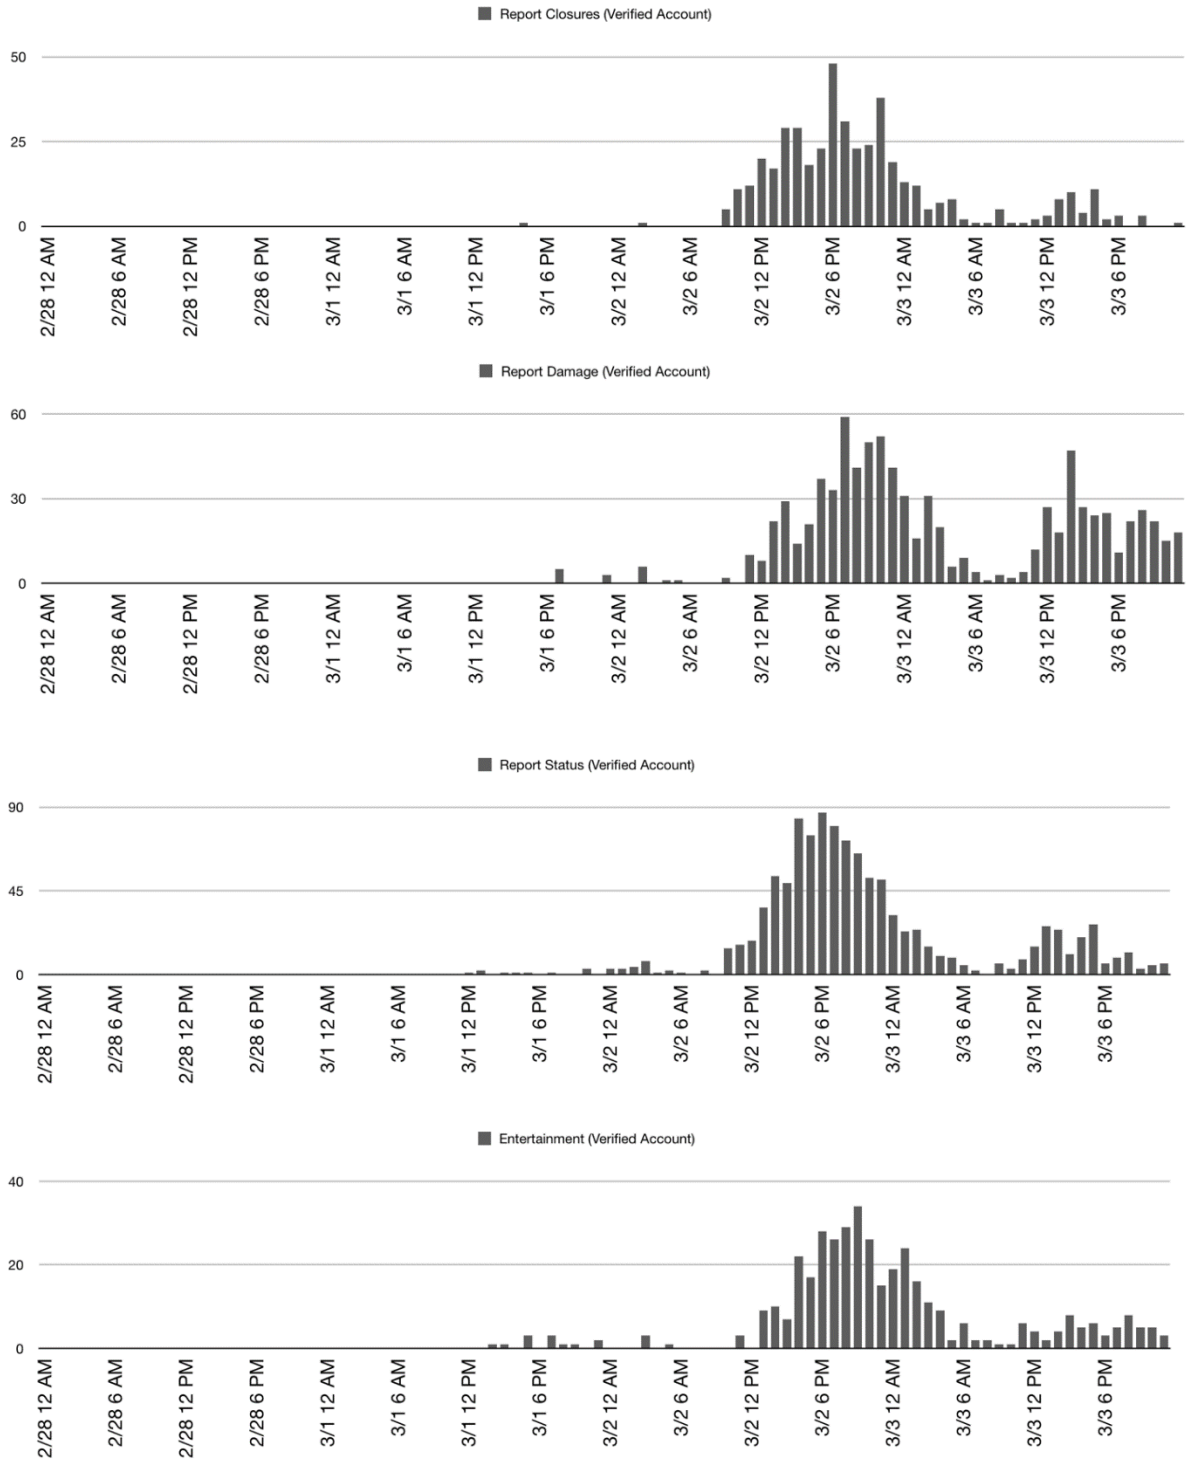 Report Closures (Verified Account)
50
25
0
2/28 12 AM
2/28 6 AM
2/28 12 PM
2/28 6 PM
3/1 12 AM
3/1 6 AM
3/1 12 PM
3/1 6 PM
3/2 12 AM
3/2 6 AM
3/2 12 PM
3/2 6 PM
3/3 12 AM
3/3 6 AM
3/3 12 PM
3/3 6 PM
Report Damage (Verified Account)
60
30
0
2/28 12 AM
2/28 6 AM
2/28 12 PM
2/28 6 PM
3/1 12 AM
3/1 6 AM
3/1 12 PM
3/1 6 PM
3/2 12 AM
3/2 6 AM
3/2 12 PM
3/2 6 PM
3/3 12 AM
3/3 6 AM
3/3 12 PM
3/3 6 PM
Report Status (Verified Account)
90
45
0
2/28 12 AM
2/28 6 AM
2/28 12 PM
2/28 6 PM
3/1 12 AM
3/1 6 AM
3/1 12 PM
3/1 6 PM
3/2 12 AM
3/2 6 AM
3/2 12 PM
3/2 6 PM
3/3 12 AM
3/3 6 AM
3/3 12 PM
3/3 6 PM
Entertainment (Verified Account)
40
20
0
2/28 12 AM
2/28 6 AM
2/28 12 PM
2/28 6 PM
3/1 12 AM
3/1 6 AM
3/1 12 PM
3/1 6 PM
3/2 12 AM
3/2 6 AM
3/2 12 PM
3/2 6 PM
3/3 12 AM
3/3 6 AM
3/3 12 PM
3/3 6 PM